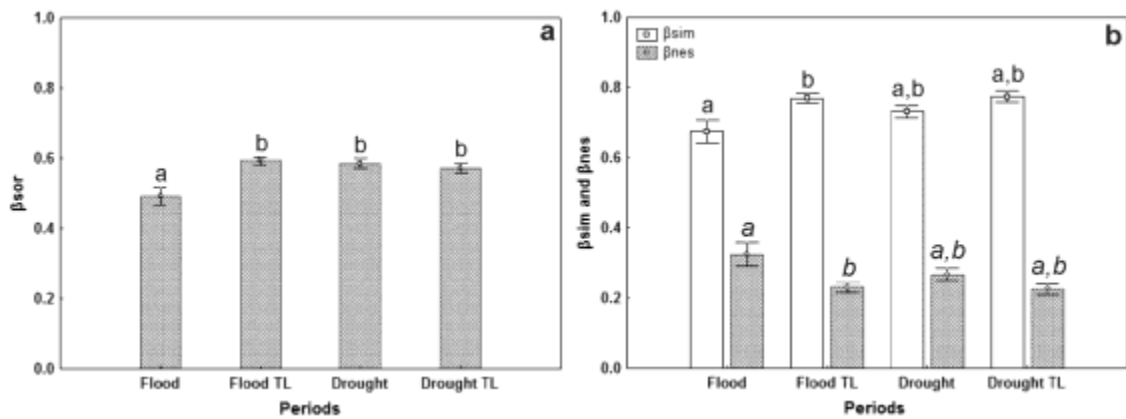 a
1.0
0.8
0.6
0.4
0.2
0.0
βsor
a
b
b
b
Flood
Flood TL
Drought
Drought TL
Periods
b
βsim
βnes
1.0
0.8
0.6
0.4
0.2
0.0
βsim and βnes
a
b
a,b
a,b
a
b
a,b
a,b
Flood
Flood TL
Drought
Drought TL
Periods